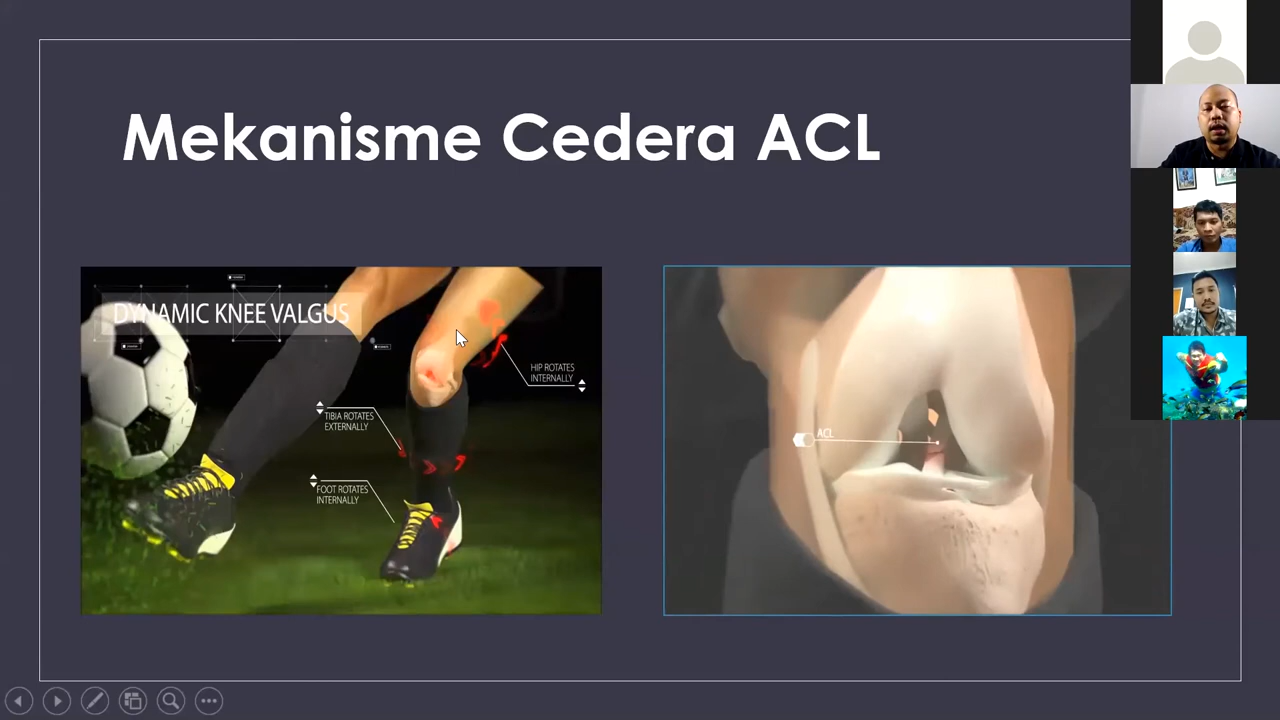 Mekanisme Cedera ACL
DYNAMIC KNEE VALGUS
HIP ROTATES
INTERNALLY
TIBIA ROTATES
EXTERNALLY
FOOT ROTATES
INTERNALLY
ACL